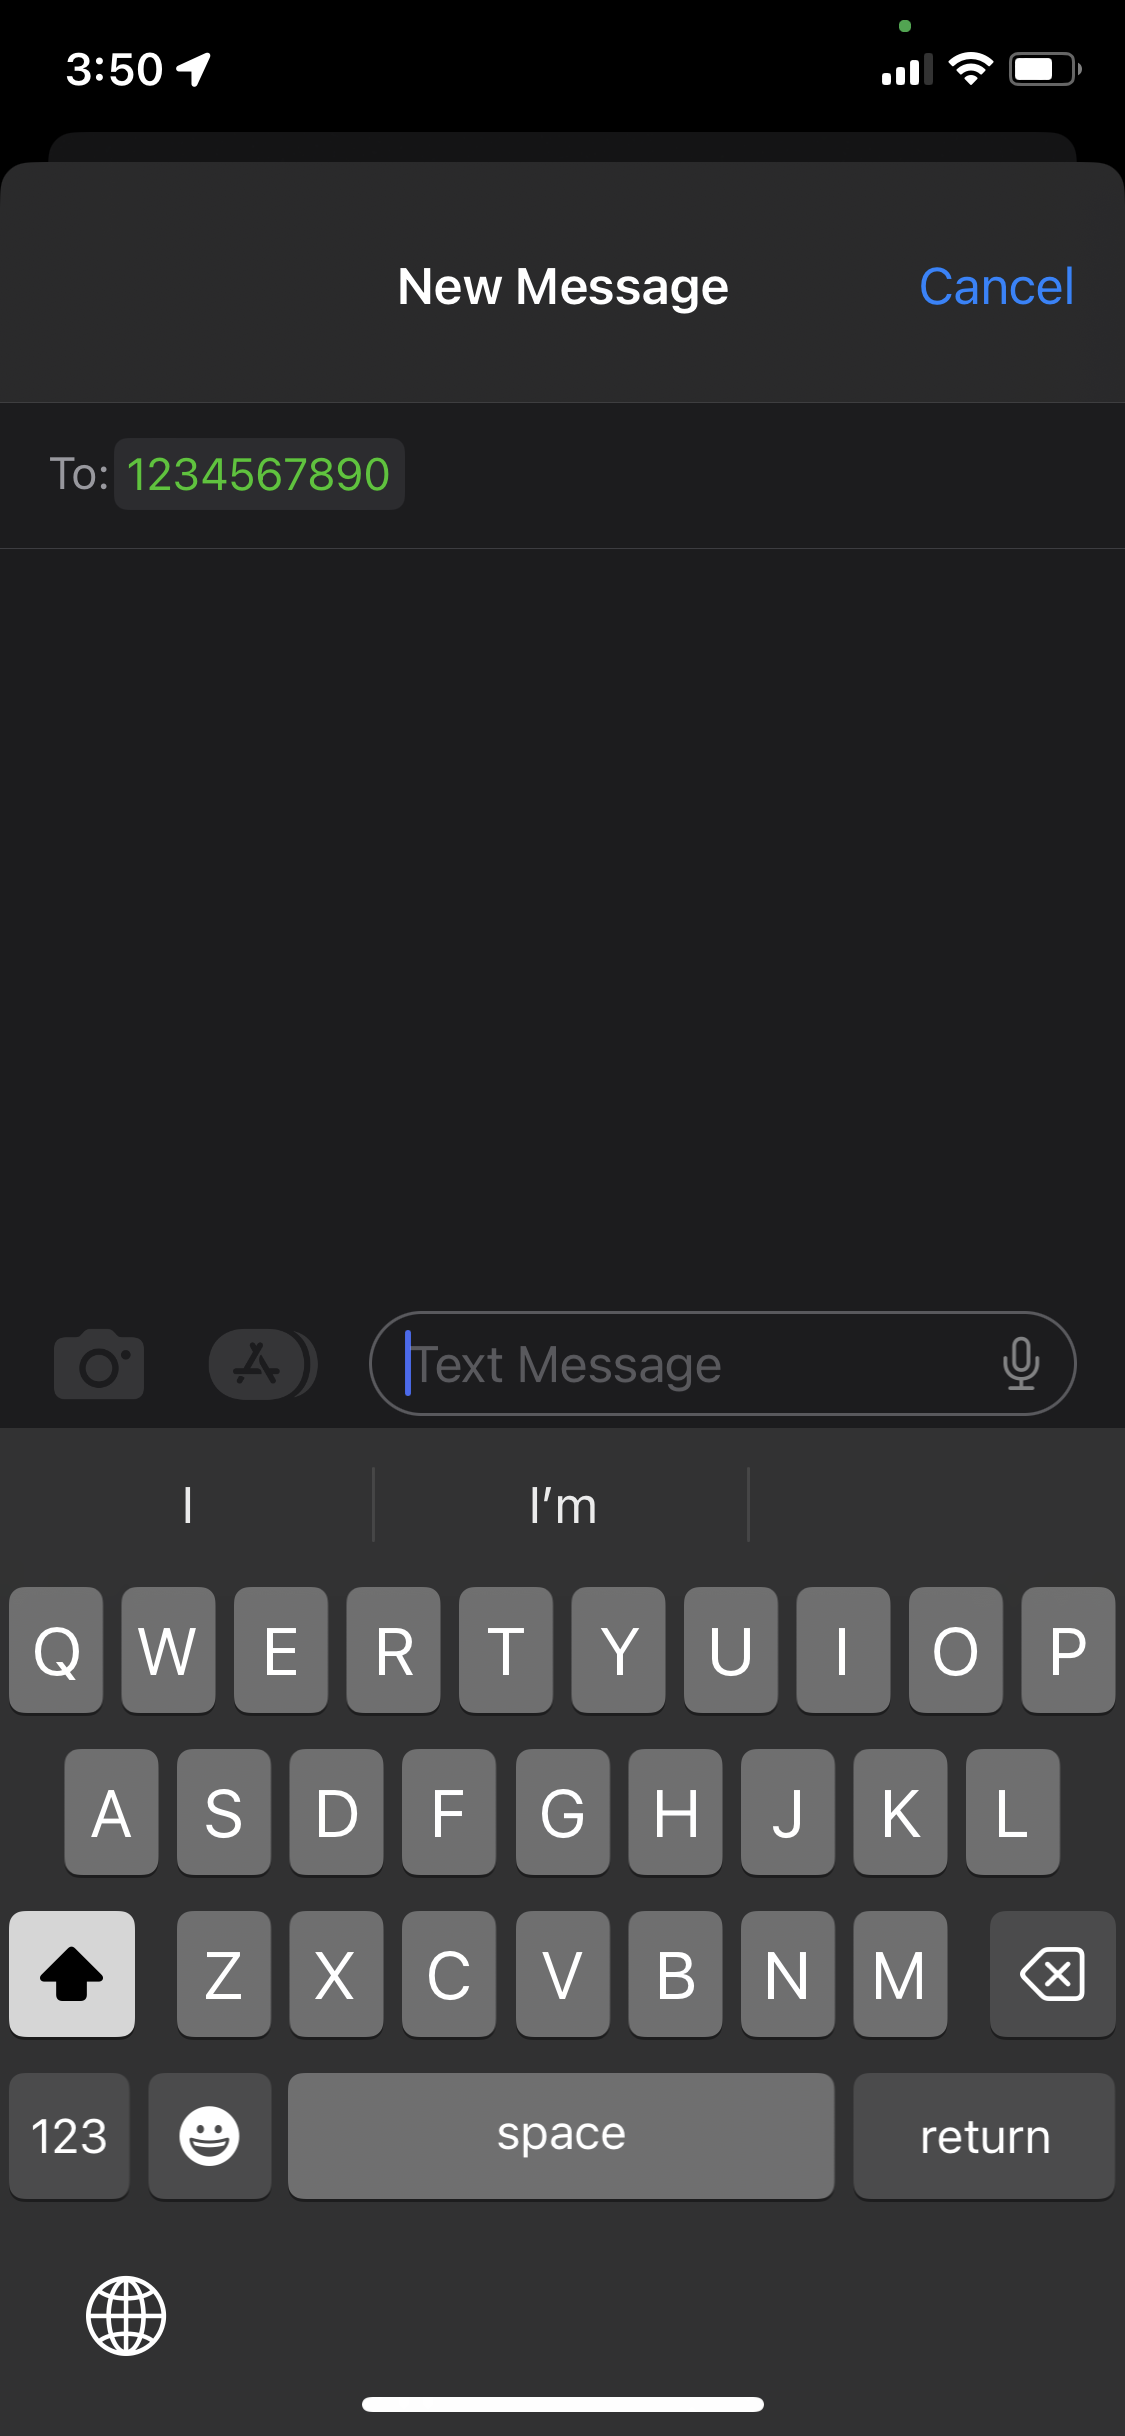 3:50
New Message
Cancel
To: 1234567890
Text Message
I
I’m
Q W E R T Y U I O P
A S D F G H J K L
Z X C V B N M
123
space
return